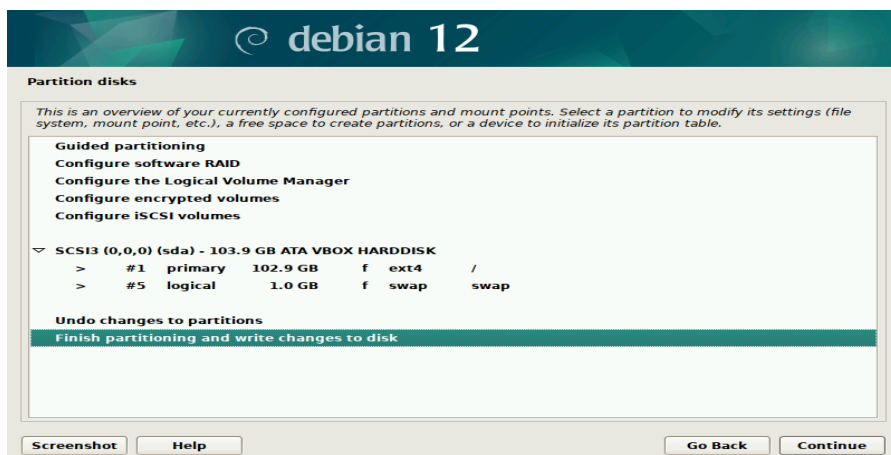 debian 12
Partition disks
This is an overview of your currently configured partitions and mount points. Select a partition to modify its settings (file
system, mount point, etc.), a free space to create partitions, or a device to initialize its partition table.
Guided partitioning
Configure software RAID
Configure the Logical Volume Manager
Configure encrypted volumes
Configure iSCSI volumes
SCSI3 (0,0,0) (sda) - 103.9 GB ATA VBOX HARDDISK
> #1 primary 102.9 GB f ext4 /
> #5 logical 1.0 GB f swap swap
Undo changes to partitions
Finish partitioning and write changes to disk
Screenshot Help Go Back Continue